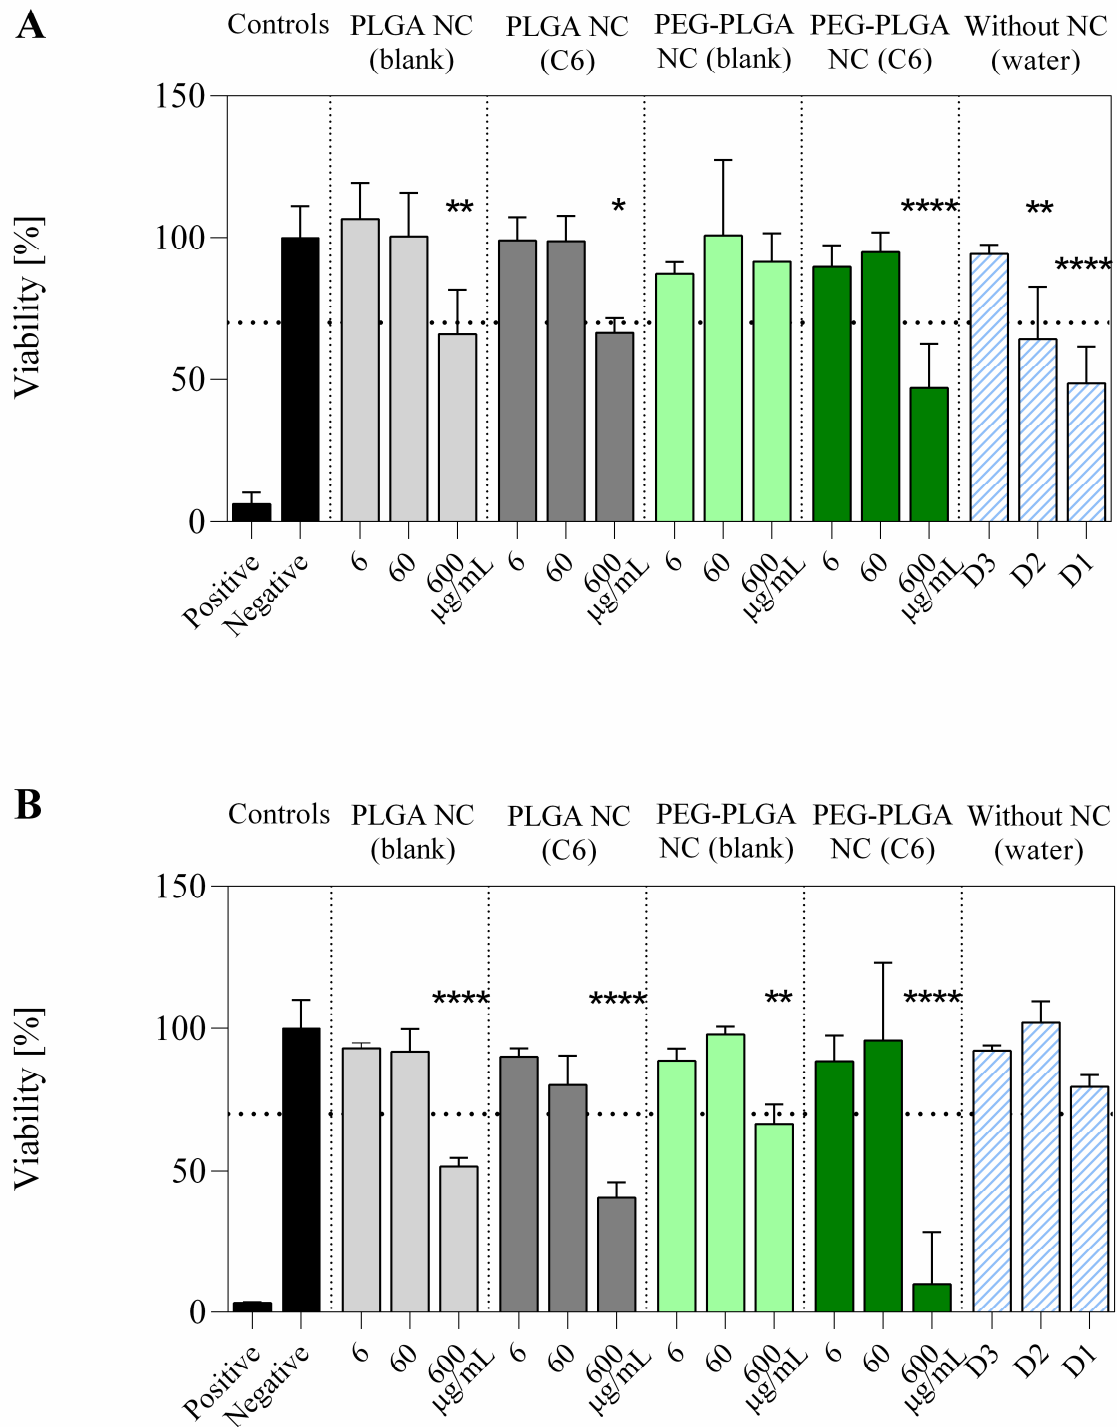 A
Controls
PLGA NC
(blank)
PLGA NC
(C6)
PEG-PLGA
NC (blank)
PEG-PLGA
NC (C6)
Without NC
(water)
Viability [%]
150
100
50
0
**
*
****
**
****
Positive
Negative
6
60
600
µg/mL
6
60
600
µg/mL
6
60
600
µg/mL
6
60
600
µg/mL
D3
D2
D1
B
Controls
PLGA NC
(blank)
PLGA NC
(C6)
PEG-PLGA
NC (blank)
PEG-PLGA
NC (C6)
Without NC
(water)
Viability [%]
150
100
50
0
****
****
**
****
Positive
Negative
6
60
600
µg/mL
6
60
600
µg/mL
6
60
600
µg/mL
6
60
600
µg/mL
D3
D2
D1